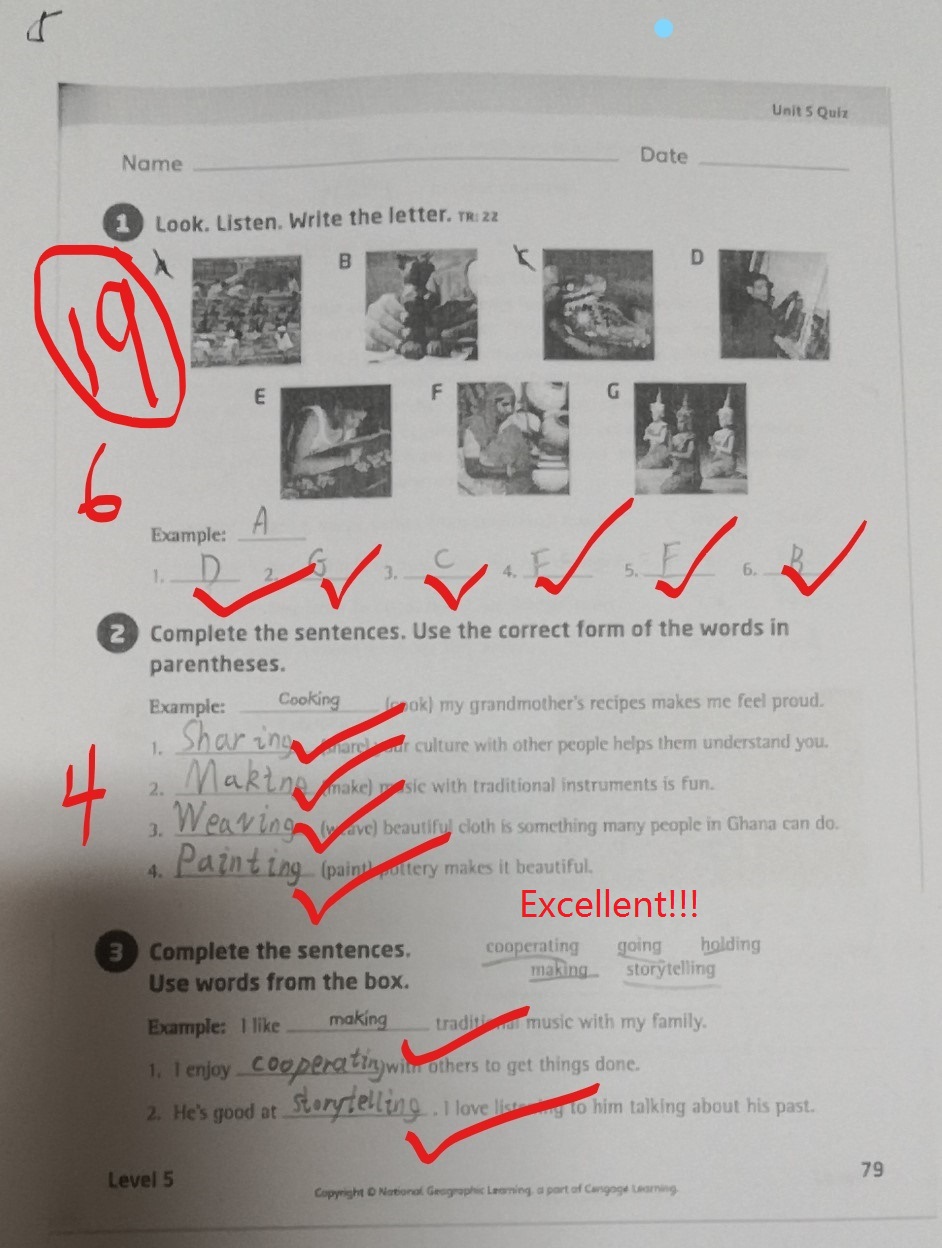 5
Unit 5 Quiz
Name Date
1 Look. Listen. Write the letter. TR: 22
A B C D
19
E F G
6
Example: A
1. D 2. G 3. C 4. E 5. F 6. B
2 Complete the sentences. Use the correct form of the words in
parentheses.
Example: Cooking (cook) my grandmother's recipes makes me feel proud.
1. Sharing (share) your culture with other people helps them understand you.
4
2. Making (make) music with traditional instruments is fun.
3. Weaving (weave) beautiful cloth is something many people in Ghana can do.
4. Painting (paint) pottery makes it beautiful.
Excellent!!!
3 Complete the sentences.
Use words from the box.
cooperating going holding
making storytelling
Example: I like making traditional music with my family.
1. I enjoy cooperating with others to get things done.
2. He's good at storytelling. I love listening to him talking about his past.
Level 5
79
Copyright © National Geographic Learning, a part of Cengage Learning.